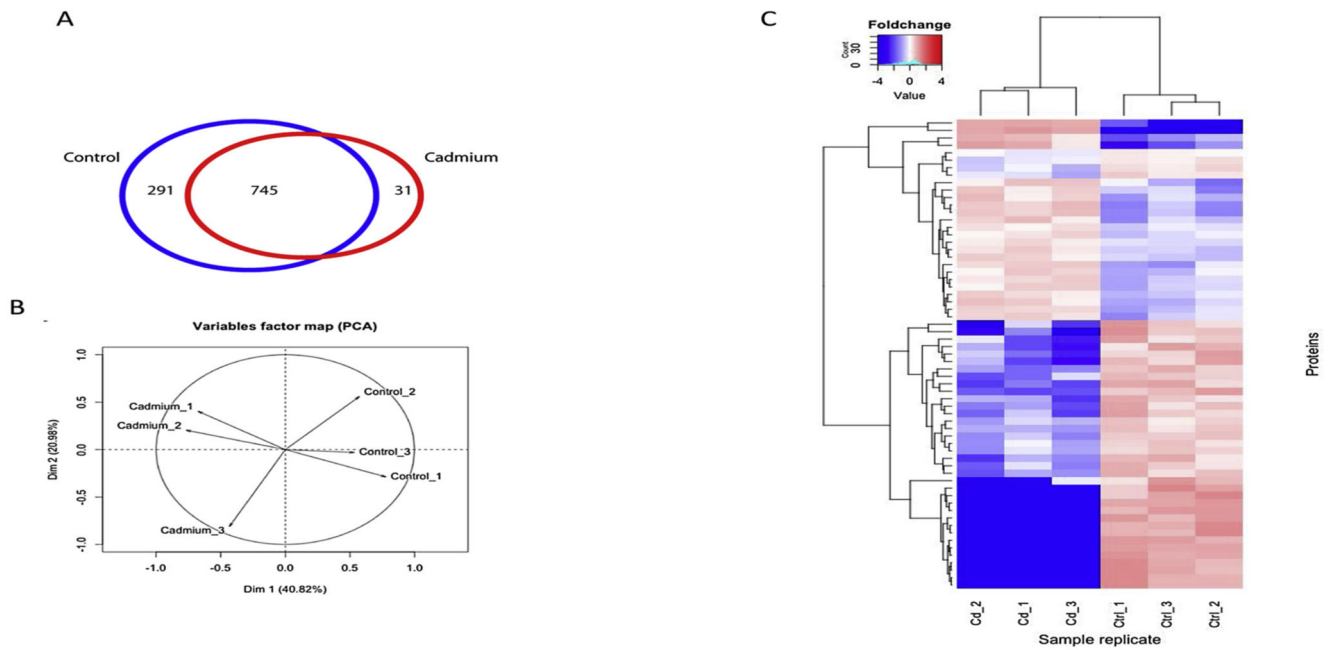 A
Control
Cadmium
291
745
31
B
Variables factor map (PCA)
Dim 2 (20.98%)
1.0
0.5
0.0
-0.5
-1.0
Control_2
Cadmium_1
Cadmium_2
Control_3
Control_1
Cadmium_3
-1.0 -0.5 0.0 0.5 1.0
Dim 1 (40.82%)
C
Foldchange
Count
0 30
-4 0 4
Value
Proteins
Cd_2 Cd_1 Cd_3 Ctrl_1 Ctrl_3 Ctrl_2
Sample replicate